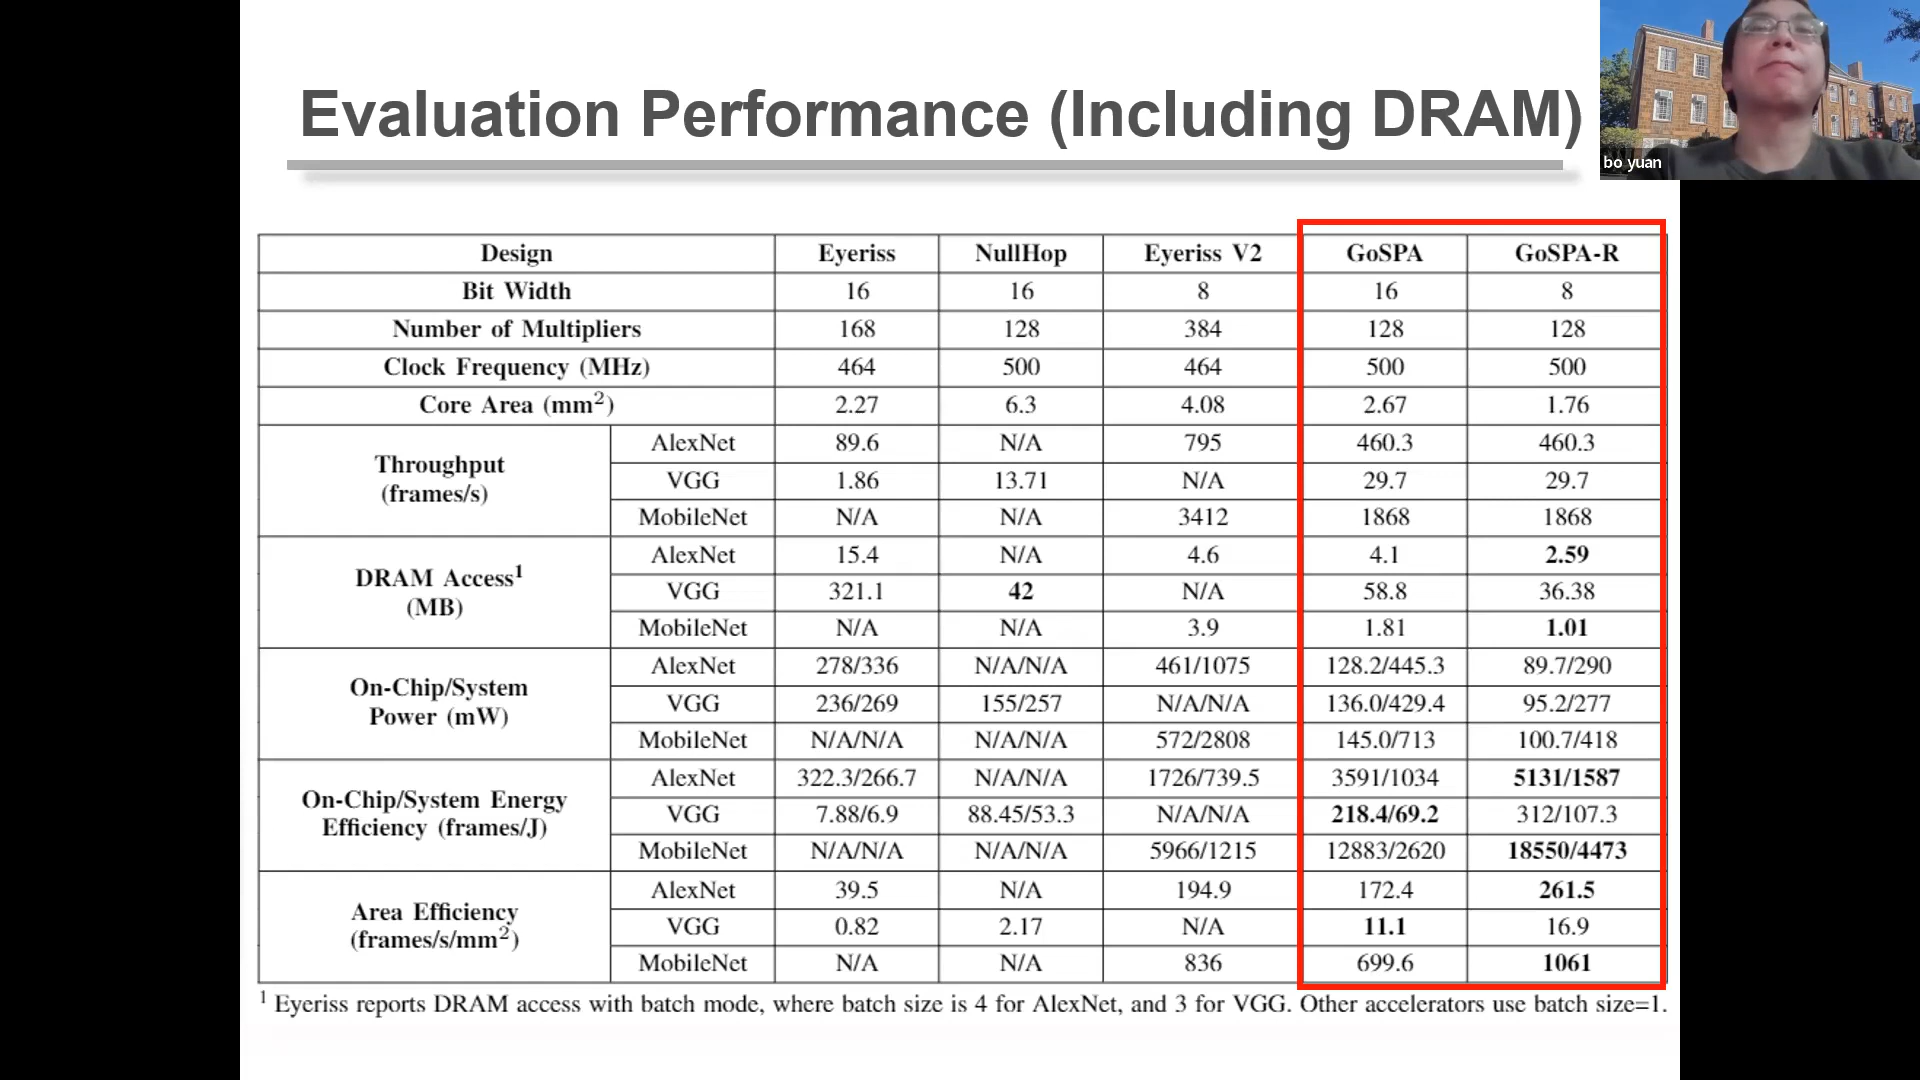 Evaluation Performance (Including DRAM)
bo yuan
Design Eyeriss NullHop Eyeriss V2 GoSPA GoSPA-R
Bit Width 16 16 8 16 8
Number of Multipliers 168 128 384 128 128
Clock Frequency (MHz) 464 500 464 500 500
Core Area (mm²) 2.27 6.3 4.08 2.67 1.76
Throughput (frames/s)
AlexNet 89.6 N/A 795 460.3 460.3
VGG 1.86 13.71 N/A 29.7 29.7
MobileNet N/A N/A 3412 1868 1868
DRAM Access¹ (MB)
AlexNet 15.4 N/A 4.6 4.1 2.59
VGG 321.1 42 N/A 58.8 36.38
MobileNet N/A N/A 3.9 1.81 1.01
On-Chip/System Power (mW)
AlexNet 278/336 N/A/N/A 461/1075 128.2/445.3 89.7/290
VGG 236/269 155/257 N/A/N/A 136.0/429.4 95.2/277
MobileNet N/A/N/A N/A/N/A 572/2808 145.0/713 100.7/418
On-Chip/System Energy Efficiency (frames/J)
AlexNet 322.3/266.7 N/A/N/A 1726/739.5 3591/1034 5131/1587
VGG 7.88/6.9 88.45/53.3 N/A/N/A 218.4/69.2 312/107.3
MobileNet N/A/N/A N/A/N/A 5966/1215 12883/2620 18550/4473
Area Efficiency (frames/s/mm²)
AlexNet 39.5 N/A 194.9 172.4 261.5
VGG 0.82 2.17 N/A 11.1 16.9
MobileNet N/A N/A 836 699.6 1061
¹ Eyeriss reports DRAM access with batch mode, where batch size is 4 for AlexNet, and 3 for VGG. Other accelerators use batch size=1.